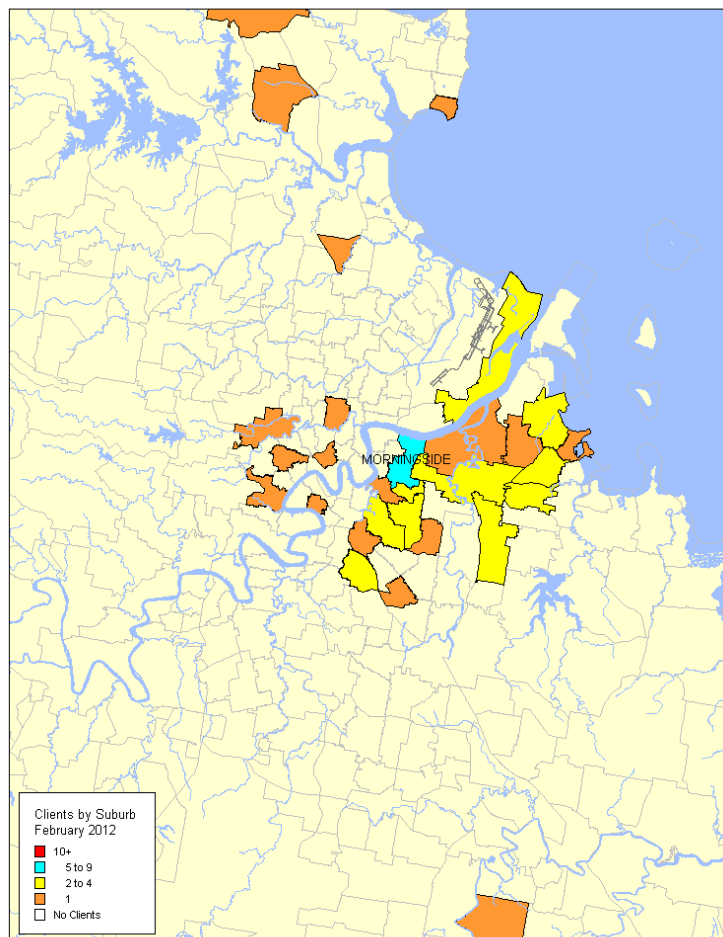 MORNINGSIDE
Clients by Suburb
February 2012
10+
5 to 9
2 to 4
1
No Clients